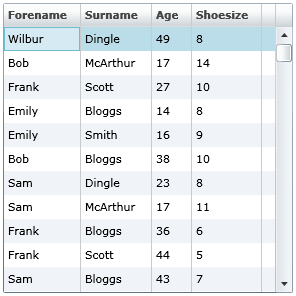 Forename Surname Age Shoesize
Wilbur Dingle 49 8
Bob McArthur 17 14
Frank Scott 27 10
Emily Bloggs 14 8
Emily Smith 16 9
Bob Bloggs 38 10
Sam Dingle 23 8
Sam McArthur 17 11
Frank Bloggs 36 6
Frank Scott 44 5
Sam Bloggs 43 7